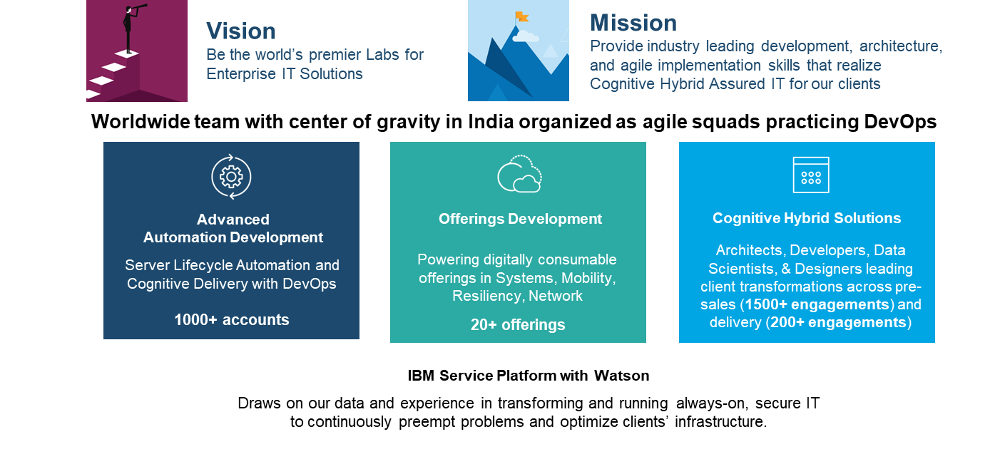 Vision
Be the world's premier Labs for
Enterprise IT Solutions
Mission
Provide industry leading development, architecture,
and agile implementation skills that realize
Cognitive Hybrid Assured IT for our clients
Worldwide team with center of gravity in India organized as agile squads practicing DevOps
Advanced
Automation Development
Server Lifecycle Automation and
Cognitive Delivery with DevOps
1000+ accounts
Offerings Development
Powering digitally consumable
offerings in Systems, Mobility,
Resiliency, Network
20+ offerings
Cognitive Hybrid Solutions
Architects, Developers, Data
Scientists, & Designers leading
client transformations across pre-
sales (1500+ engagements) and
delivery (200+ engagements)
IBM Service Platform with Watson
Draws on our data and experience in transforming and running always-on, secure IT
to continuously preempt problems and optimize clients' infrastructure.